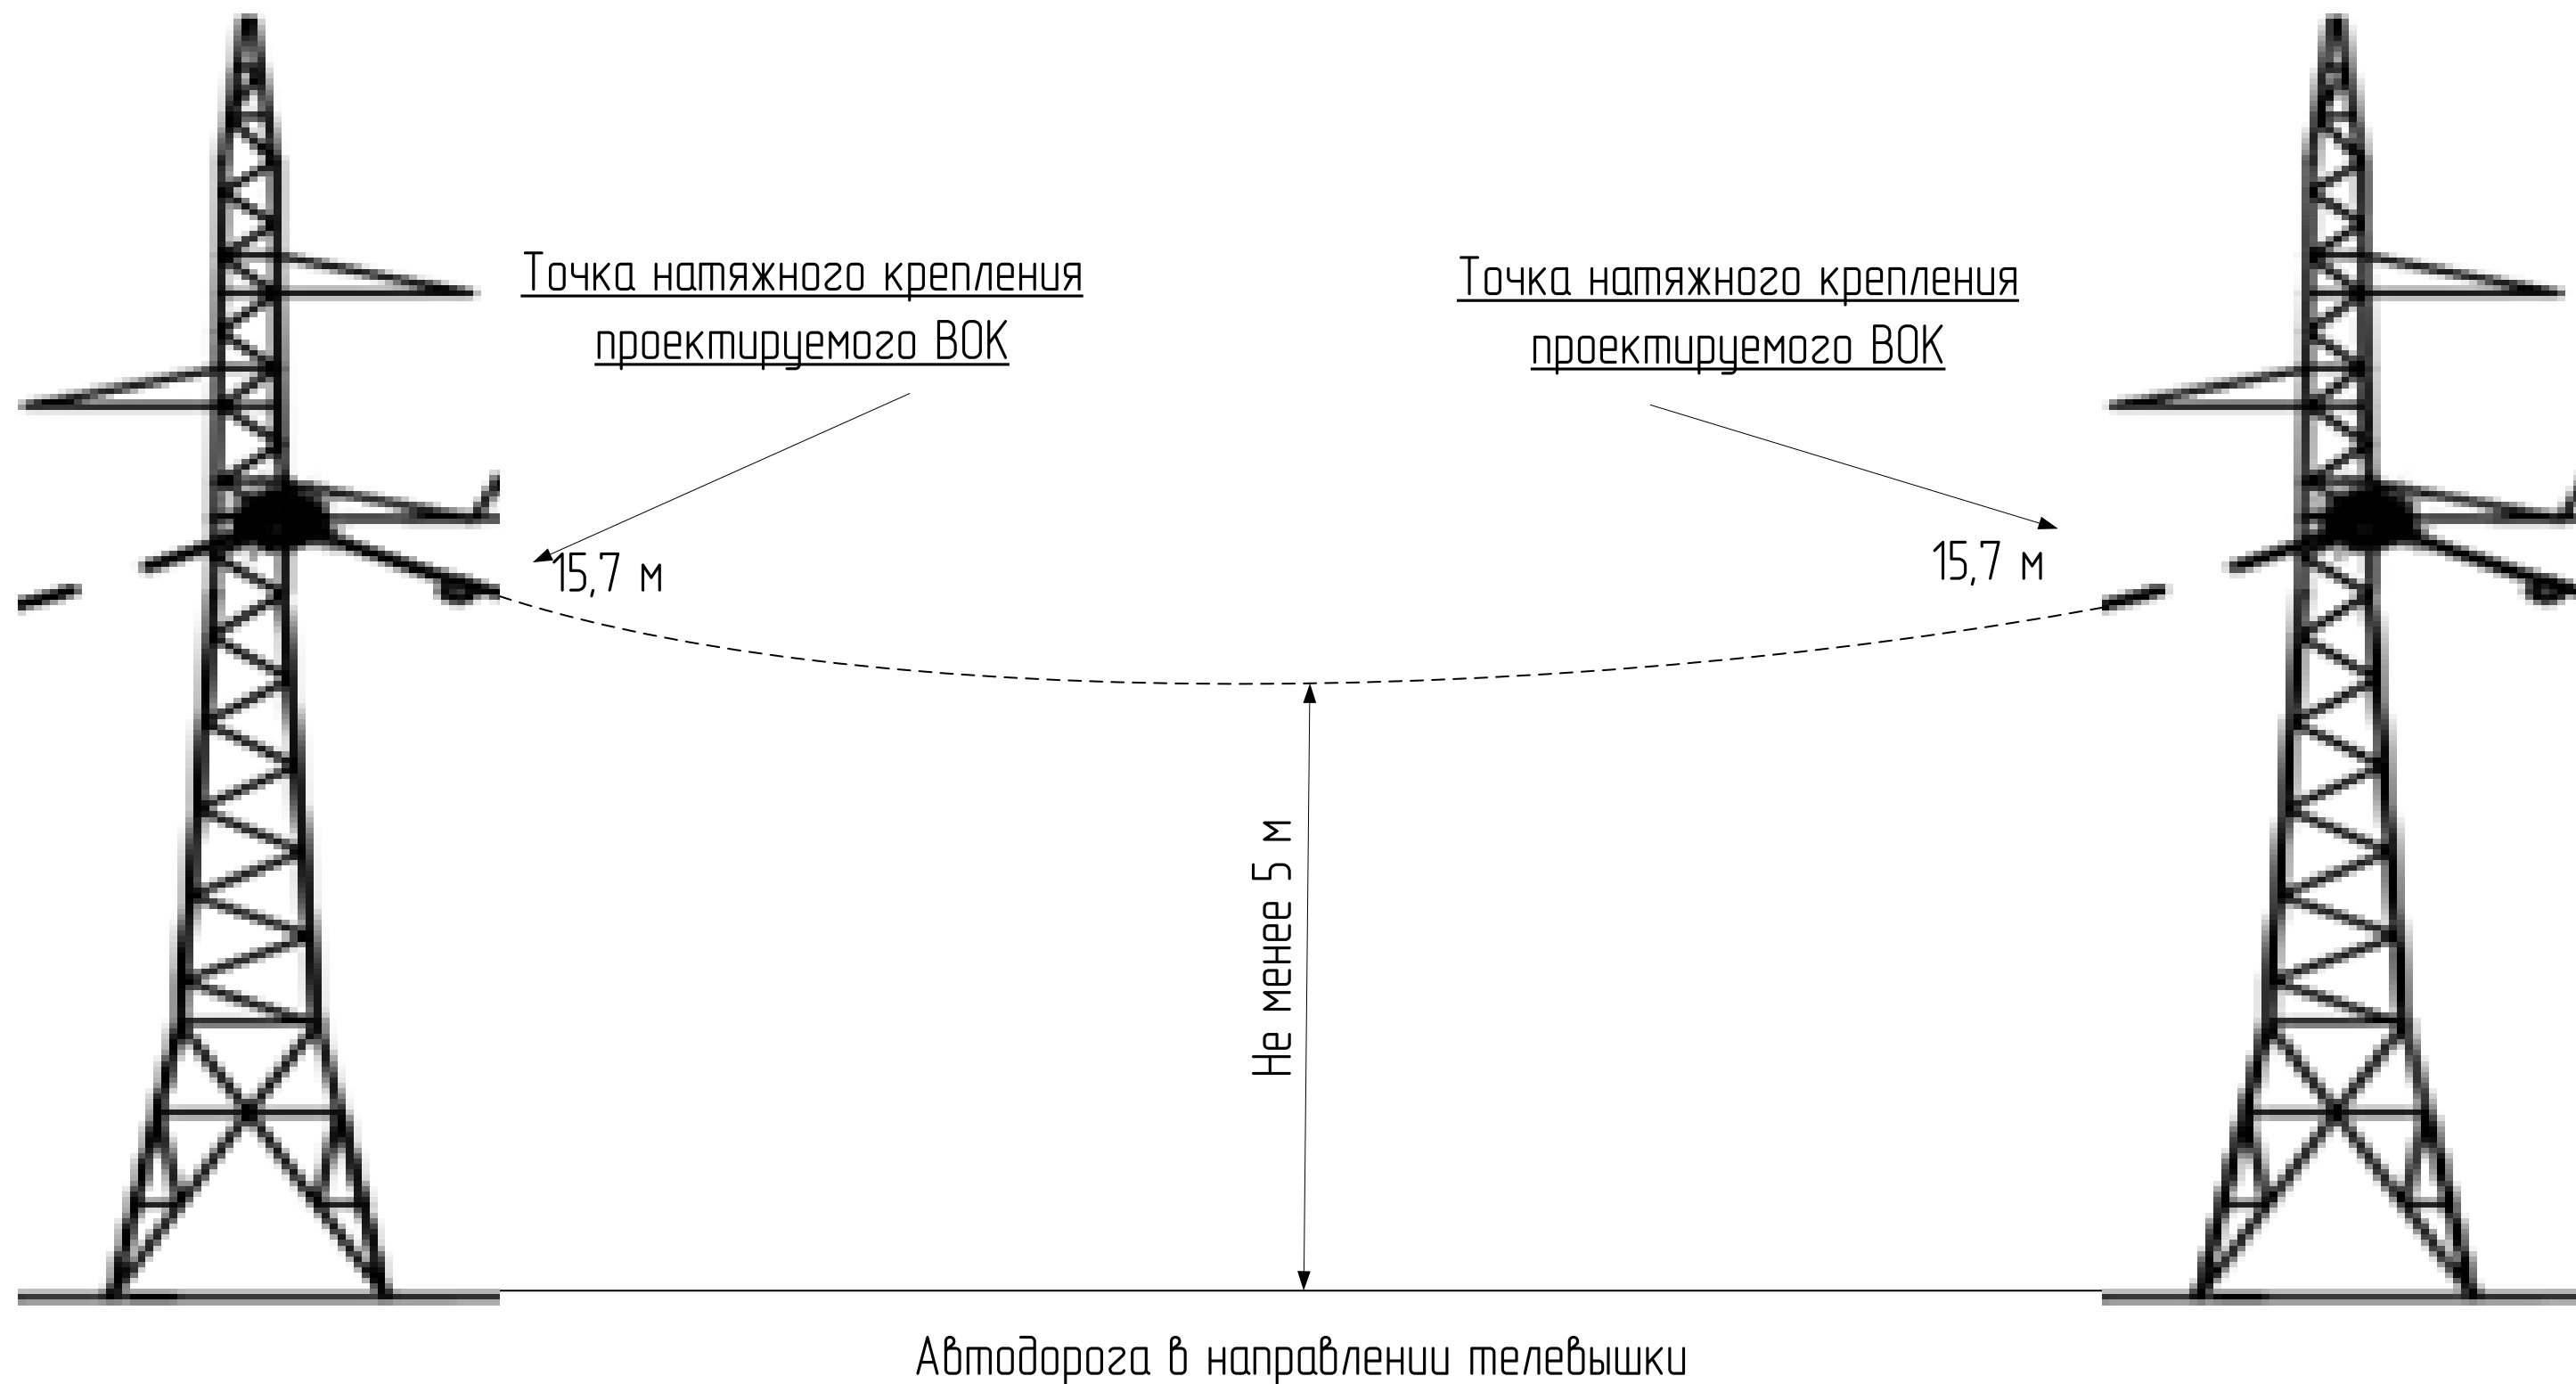 Точка натяжного крепления
проектируемого ВОК
Точка натяжного крепления
проектируемого ВОК
15,7 м
15,7 м
Не менее 5 м
Автодорога в направлении телевышки